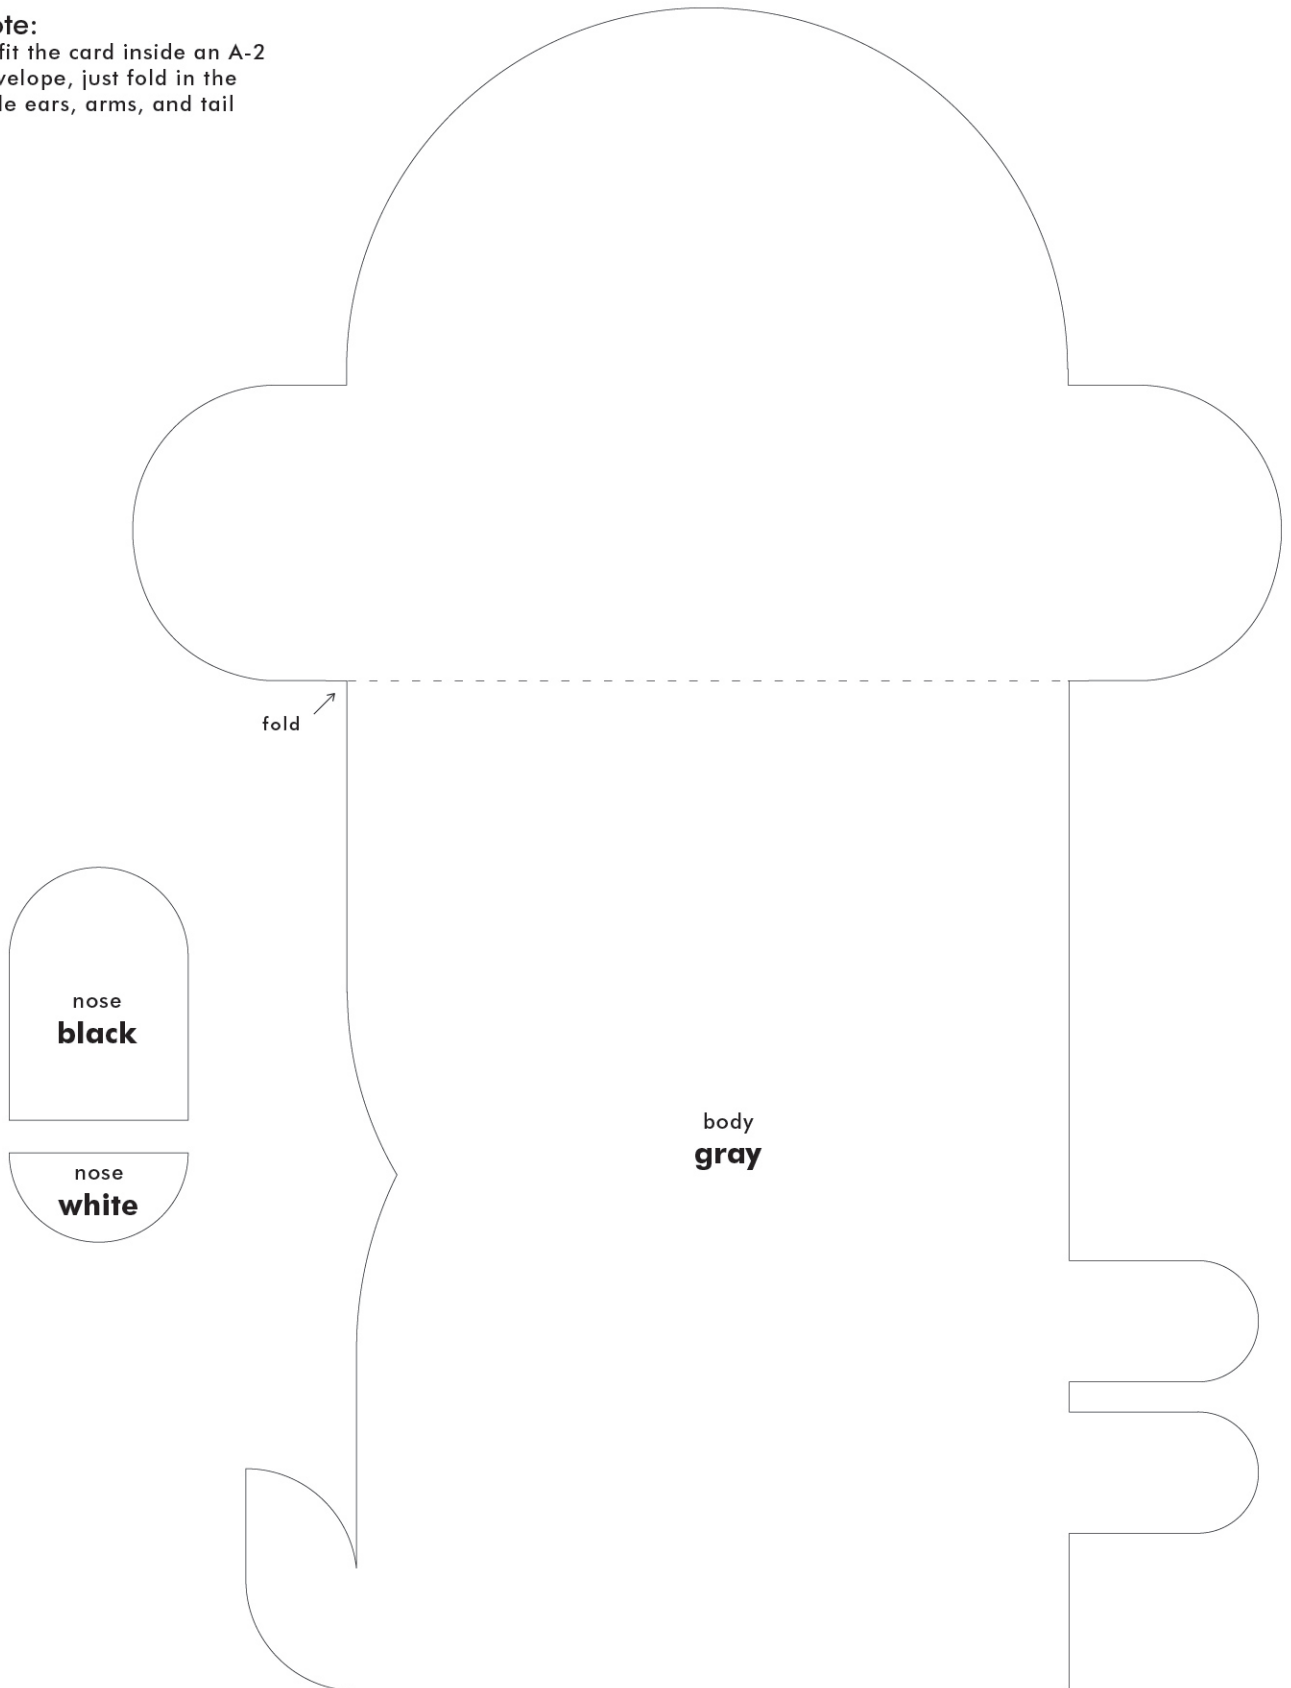 ote:
fit the card inside an A-2
velope, just fold in the
le ears, arms, and tail
fold
nose
black
nose
white
body
gray